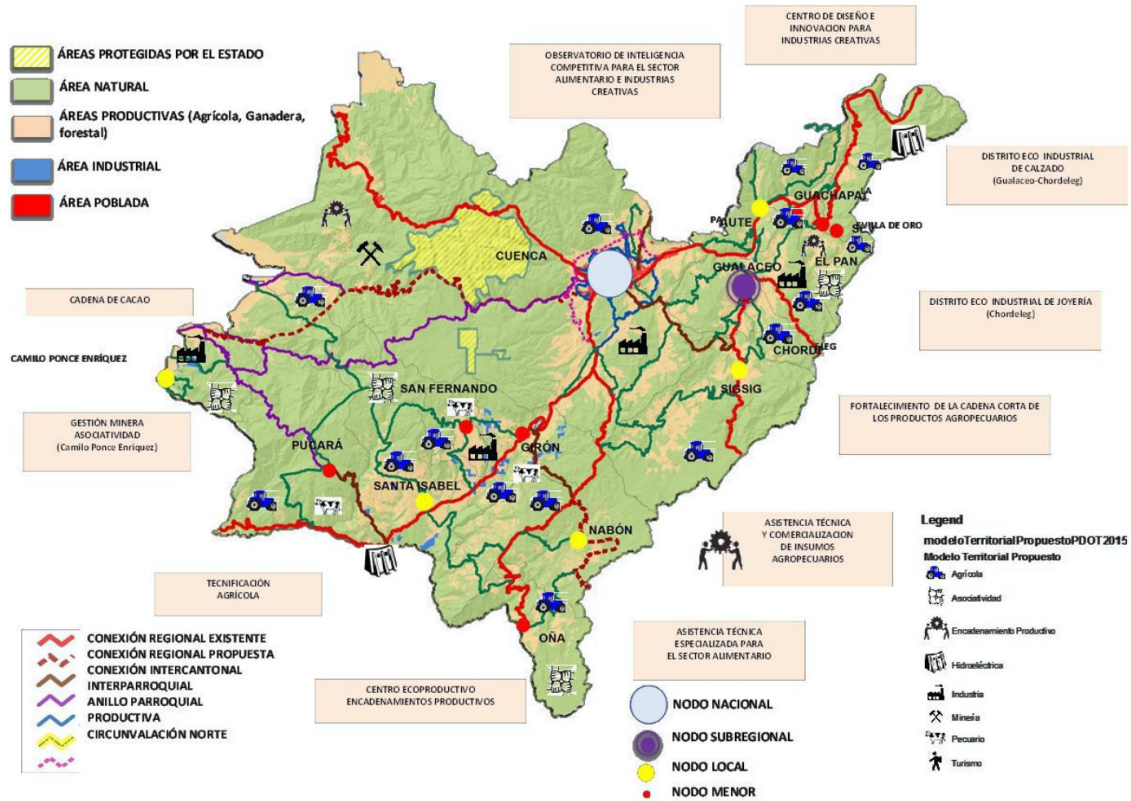 ÁREAS PROTEGIDAS POR EL ESTADO
ÁREA NATURAL
ÁREAS PRODUCTIVAS (Agrícola, Ganadera,
forestal)
ÁREA INDUSTRIAL
ÁREA POBLADA
OBSERVATORIO DE INTELIGENCIA
COMPETITIVA PARA EL SECTOR
ALIMENTARIO E INDUSTRIAS
CREATIVAS
CENTRO DE DISEÑO E
INNOVACION PARA
INDUSTRIAS CREATIVAS
DISTRITO ECO INDUSTRIAL
DE CALZADO
(Gualaceo-Chordeleg)
GUACHAPALA
PAUTE
SEVILLA DE ORO
EL PAN
CUENCA
GUALACEO
CADENA DE CACAO
DISTRITO ECO INDUSTRIAL DE JOYERÍA
(Chordeleg)
CAMILO PONCE ENRÍQUEZ
CHORDELEG
SIGSIG
SAN FERNANDO
GESTIÓN MINERA
ASOCIATIVIDAD
(Camilo Ponce Enriquez)
FORTALECIMIENTO DE LA CADENA CORTA DE
LOS PRODUCTOS AGROPECUARIOS
PUCARÁ
GIRÓN
SANTA ISABEL
NABÓN
ASISTENCIA TÉCNICA
Y COMERCIALIZACION
DE INSUMOS
AGROPECUARIOS
TECNIFICACIÓN
AGRÍCOLA
OÑA
ASISTENCIA TÉCNICA
ESPECIALIZADA PARA
EL SECTOR ALIMENTARIO
CENTRO ECOPRODUCTIVO
ENCADENAMIENTOS PRODUCTIVOS
CONEXIÓN REGIONAL EXISTENTE
CONEXIÓN REGIONAL PROPUESTA
CONEXIÓN INTERCANTONAL
INTERPARROQUIAL
ANILLO PARROQUIAL
PRODUCTIVA
CIRCUNVALACIÓN NORTE
NODO NACIONAL
NODO SUBREGIONAL
NODO LOCAL
NODO MENOR
Legend
modeloTerritorialPropuestoPDOT2015
Modelo Territorial Propuesto
Agrícola
Asociatividad
Encadenamiento Productivo
Hidroeléctrica
Industria
Minería
Pecuario
Turismo